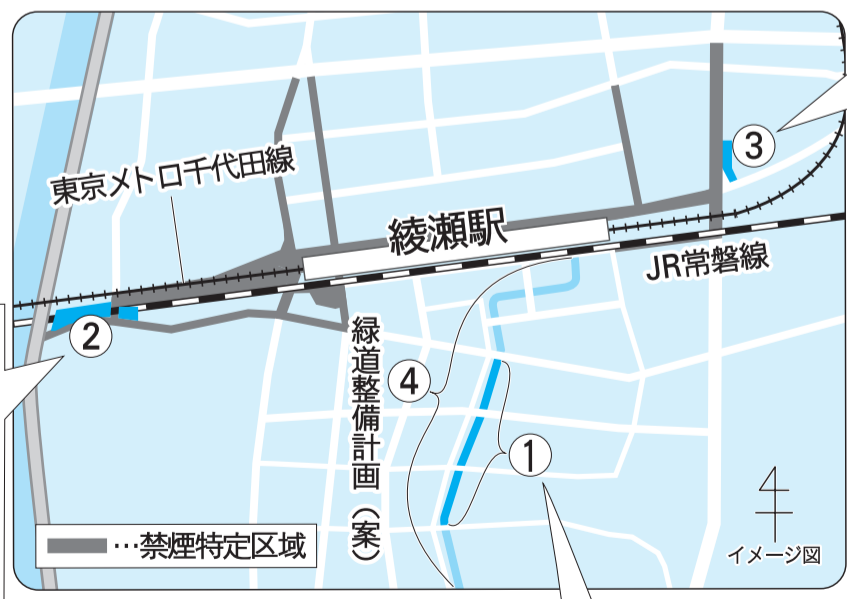 東京メトロ千代田線
綾瀬駅
JR常磐線
③
②
緑道整備計画（案）
④
①
…禁煙特定区域
イメージ図